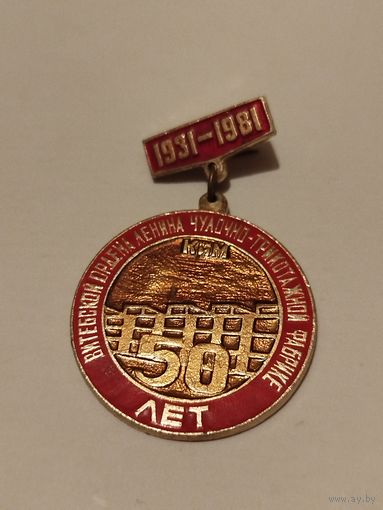 1931-1981
ВИТЕБСКОЙ ОРДЕНА ЛЕНИНА ЧУЛОЧНО-ТРИКОТАЖНОЙ ФАБРИКЕ
КИМ
50
ЛЕТ
www.ay.by